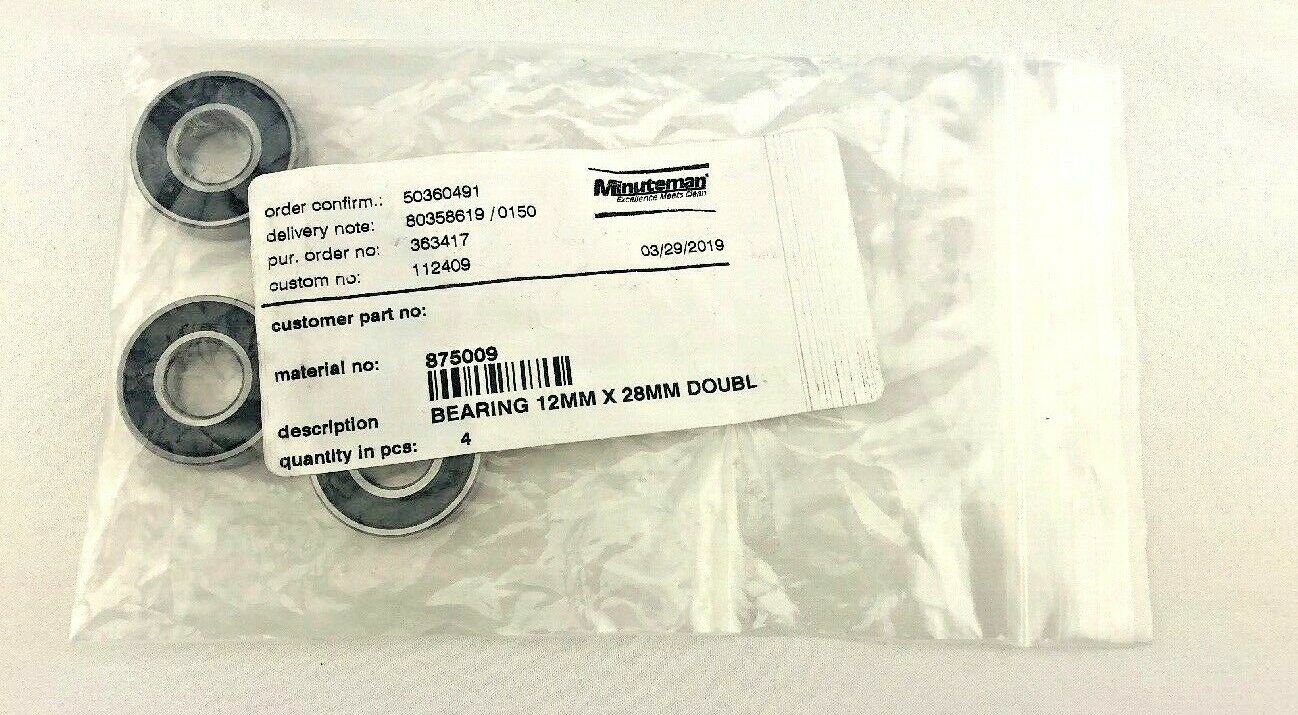 Minuteman
Excellence Meets Clean
order confirm.: 50360491
delivery note: 80358619 / 0150
pur. order no: 363417
custom no: 112409
03/29/2019
customer part no:
material no: 875009
description BEARING 12MM X 28MM DOUBL
quantity in pcs: 4